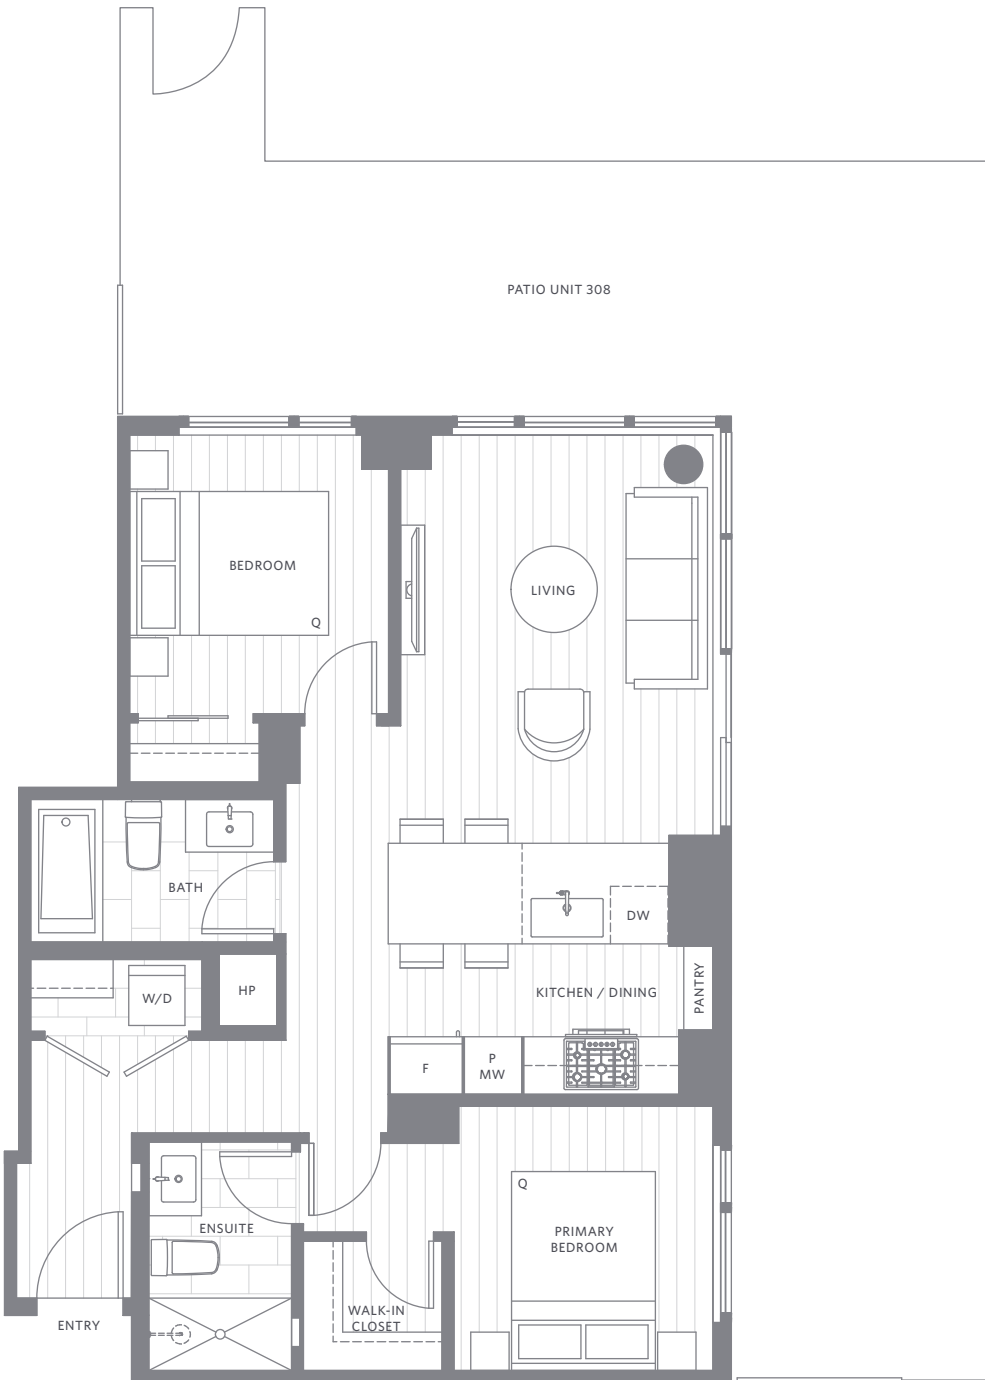 PATIO UNIT 308
BEDROOM
Q
LIVING
BATH
DW
W/D
HP
KITCHEN / DINING
PANTRY
F
P
MW
Q
ENSUITE
PRIMARY
BEDROOM
WALK-IN
CLOSET
ENTRY